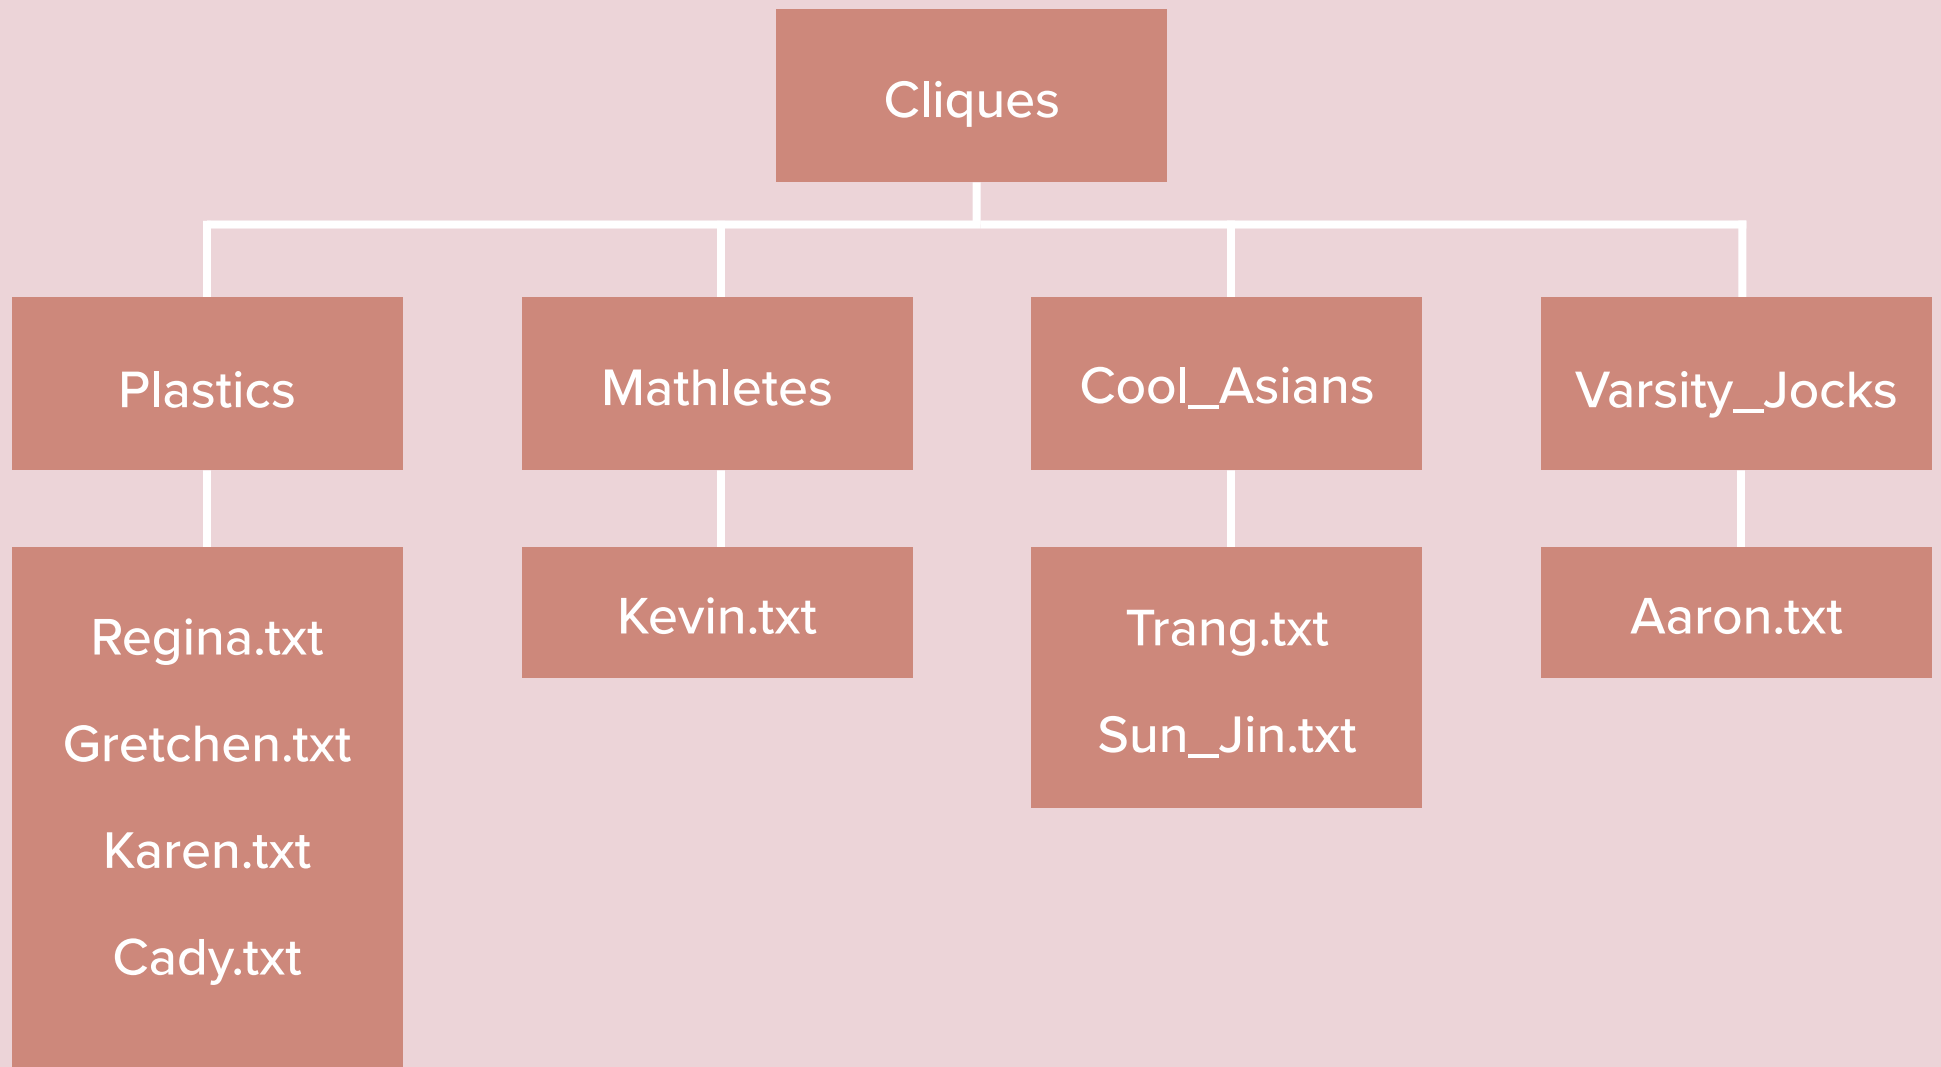 Cliques
Plastics
Mathletes
Cool_Asians
Varsity_Jocks
Regina.txt
Gretchen.txt
Karen.txt
Cady.txt
Kevin.txt
Trang.txt
Sun_Jin.txt
Aaron.txt